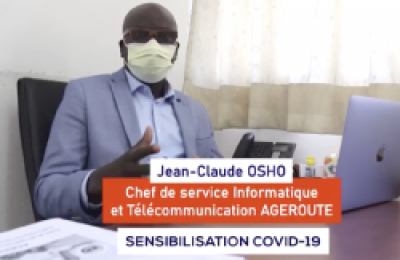 Jean-Claude OSHO
Chef de service Informatique
et Télécommunication AGEROUTE
SENSIBILISATION COVID-19